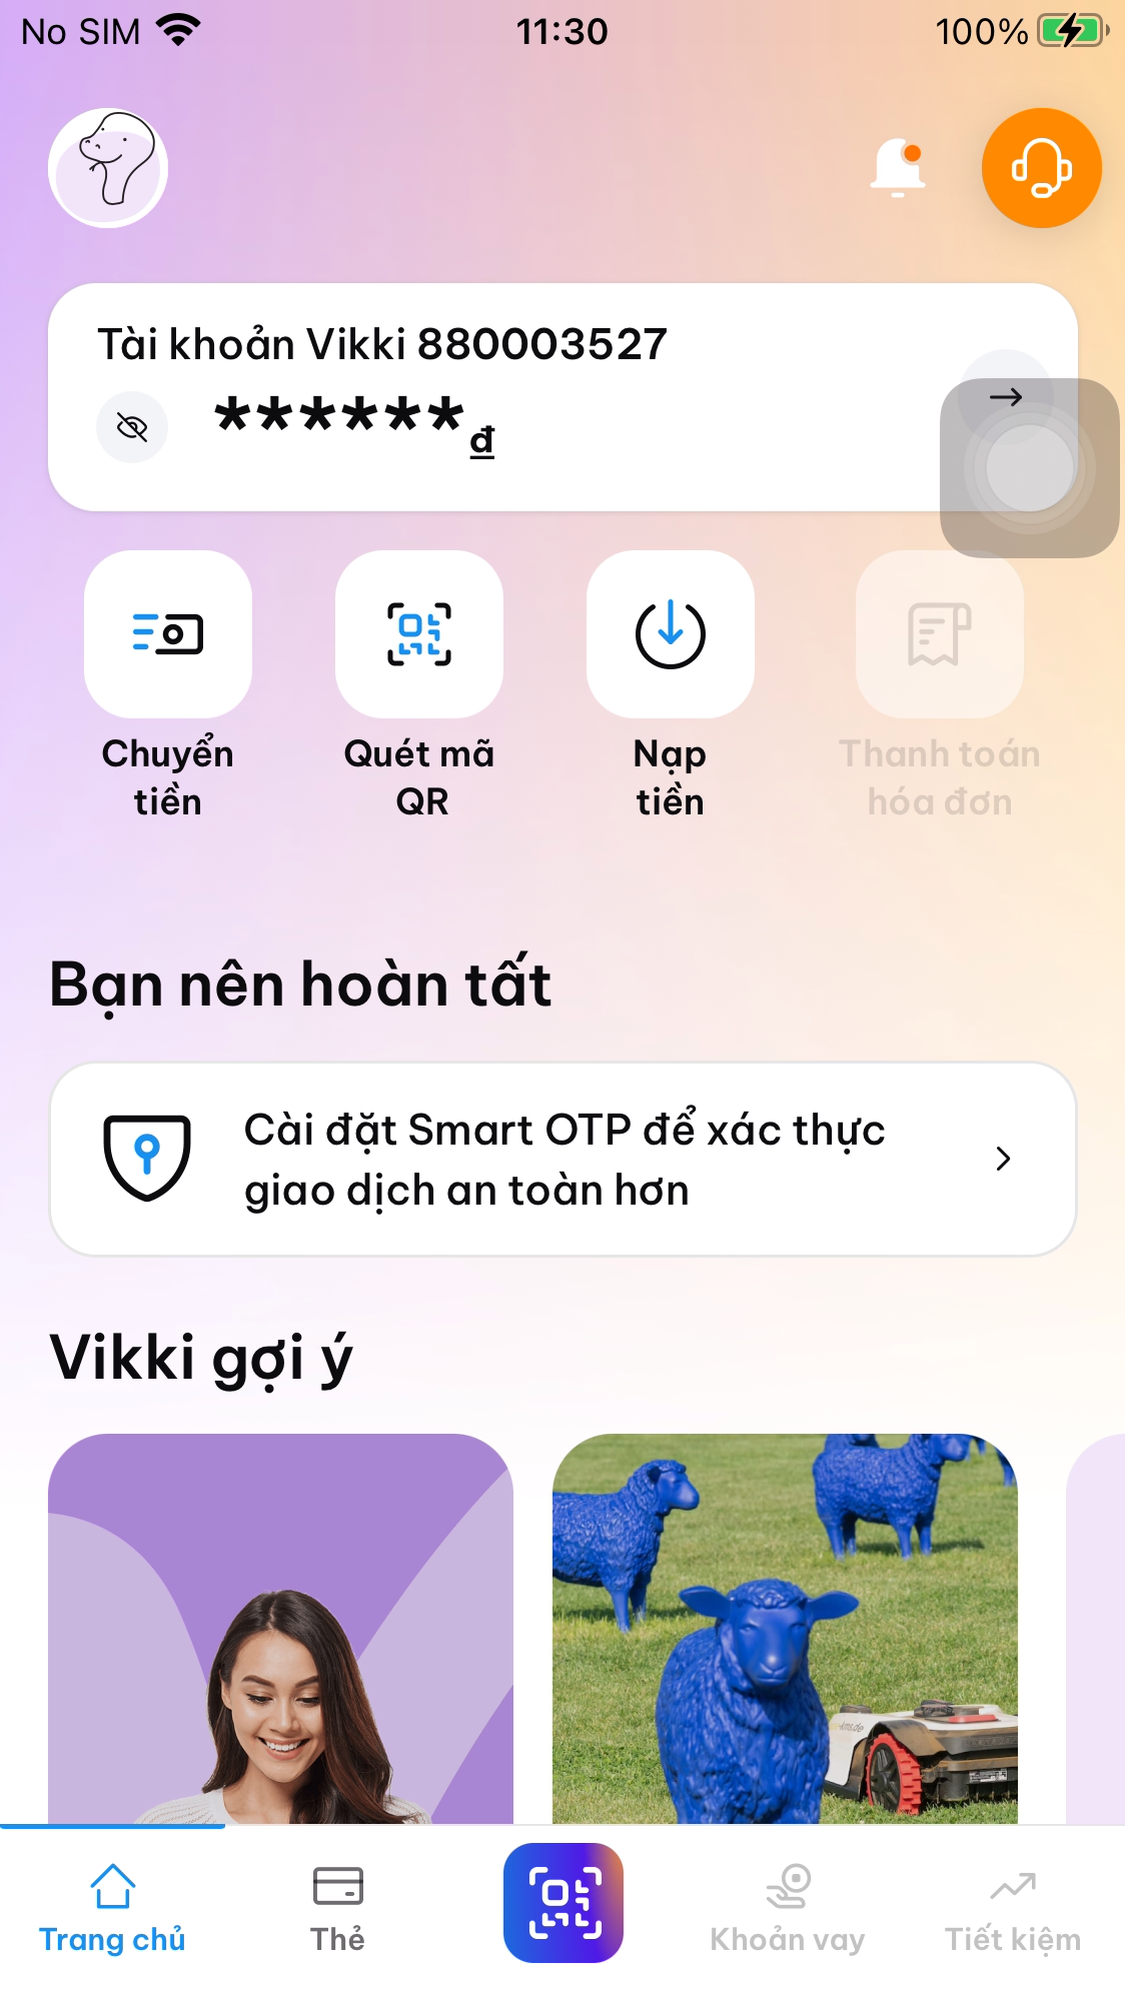 No SIM
11:30
100%
Tài khoản Vikki 880003527
******đ
Chuyển
tiền
Quét mã
QR
Nạp
tiền
Thanh toán
hóa đơn
Bạn nên hoàn tất
Cài đặt Smart OTP để xác thực
giao dịch an toàn hơn
Vikki gợi ý
Trang chủ
Thẻ
Khoản vay
Tiết kiệm